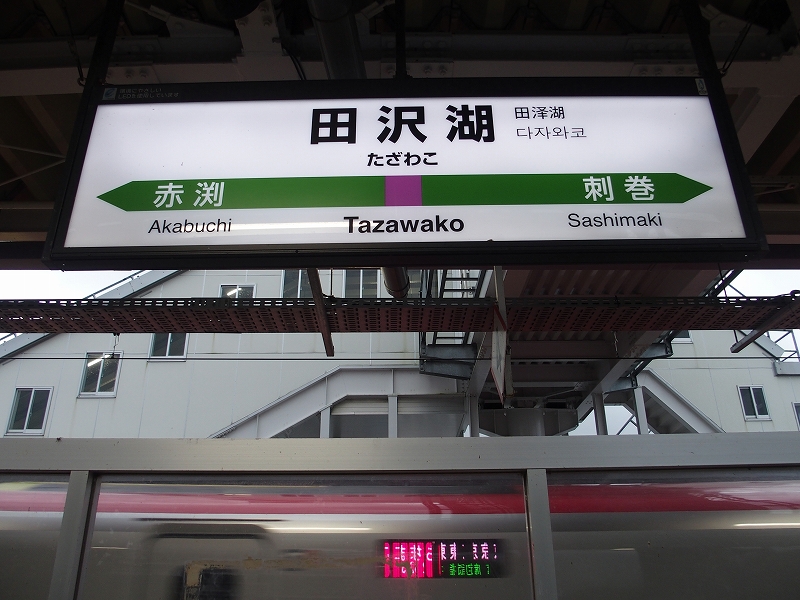 田沢湖
田泽湖
다자와코
たざわこ
赤渕
刺巻
Akabuchi
Tazawako
Sashimaki